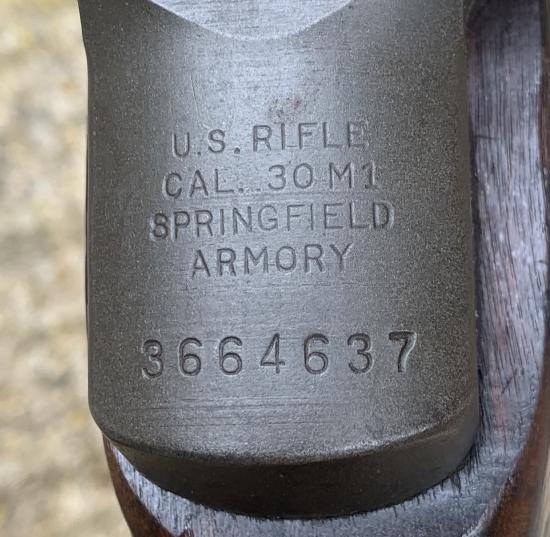 U.S. RIFLE
CAL. .30 M1
SPRINGFIELD
ARMORY
3664637